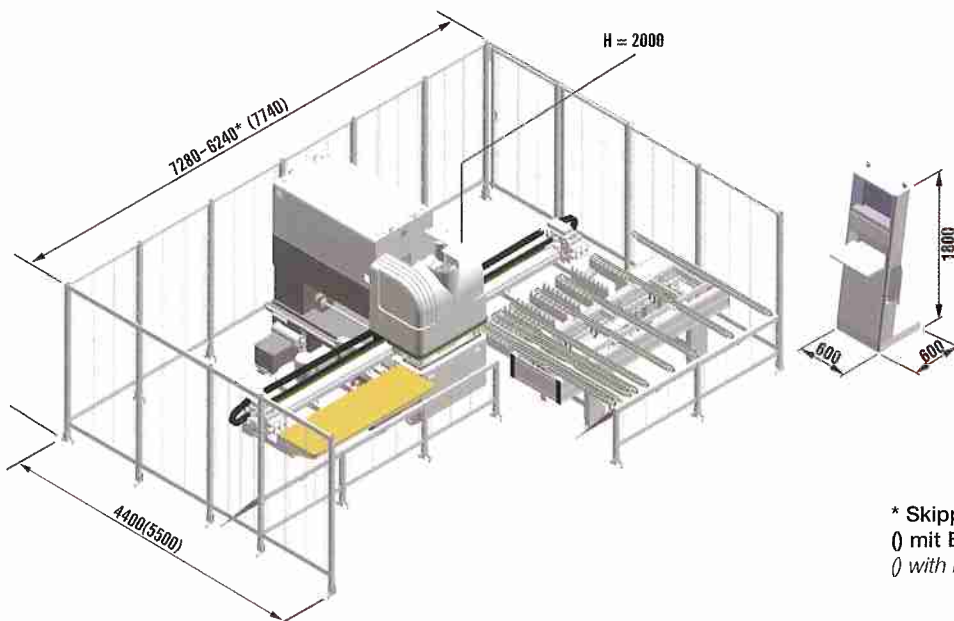 H = 2000
7280-6240* (7740)
1800
600
600
4400(5500)
* Skipp
() mit
() with